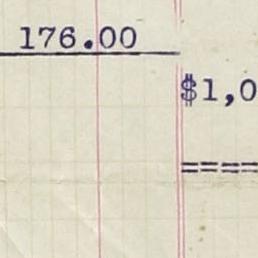 176.00
$1,0
====